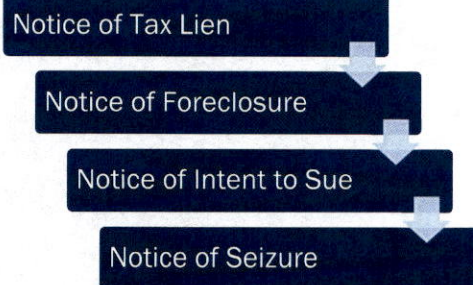 Notice of Tax Lien
Notice of Foreclosure
Notice of Intent to Sue
Notice of Seizure